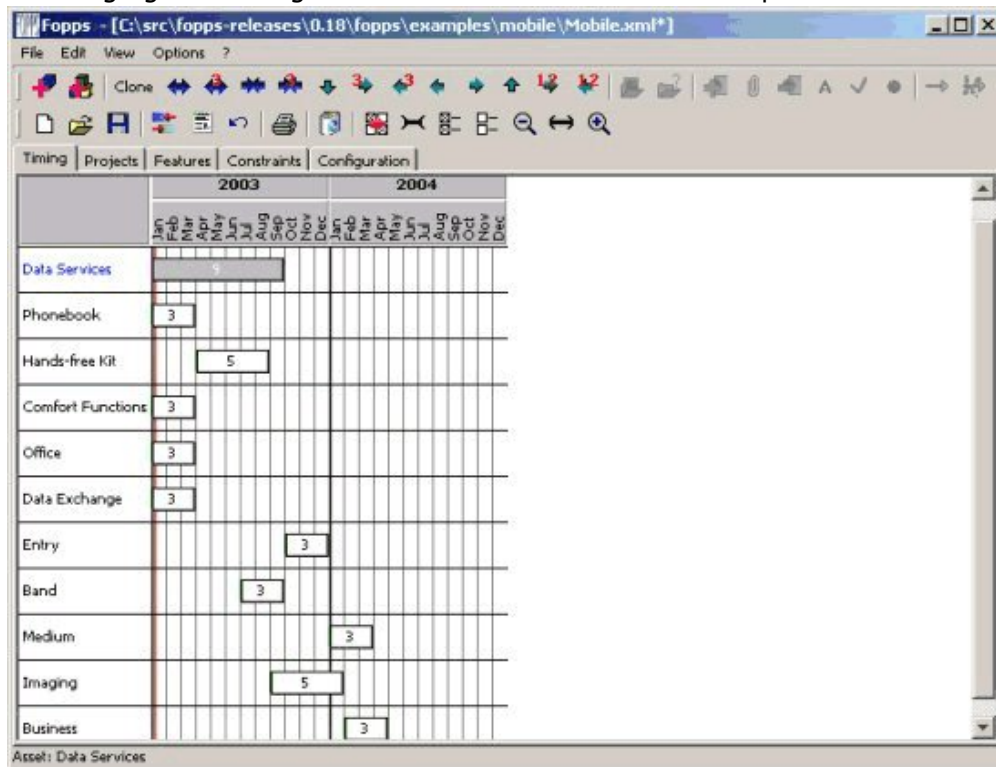 Fopps - [C:\src\fopps-releases\0.18\fopps\examples\mobile\Mobile.xml*]
File Edit View Options ?
Clone 3 3 3 A
Timing Projects Features Constraints Configuration
2003 2004
Jan Feb Mar Apr May Jun Jul Aug Sep Oct Nov Dec Jan Feb Mar Apr May Jun Jul Aug Sep Oct Nov Dec
Data Services 9
Phonebook 3
Hands-free Kit 5
Comfort Functions 3
Office 3
Data Exchange 3
Entry 3
Band 3
Medium 3
Imaging 5
Business 3
Asset: Data Services